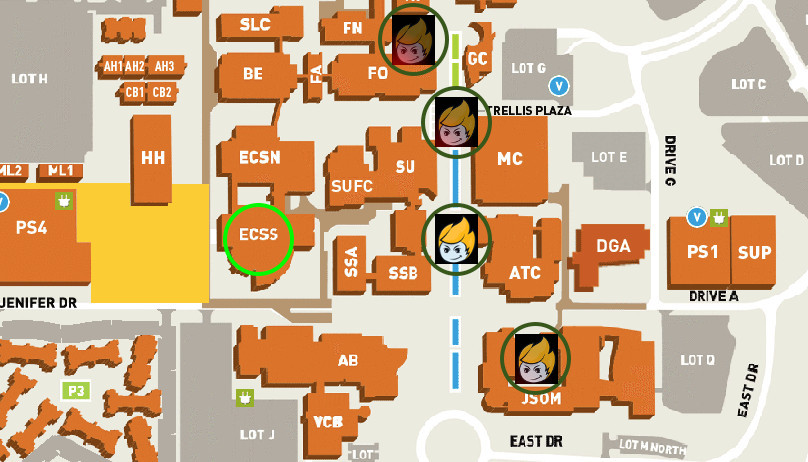 SLC
FN
LOT H
AH1 AH2 AH3
CB1 CB2
BE
FA
FO
GC
LOT G
V
TRELLIS PLAZA
LOT C
ML2
ML1
HH
ECSN
SUFC
SU
MC
LOT E
DRIVE G
LOT D
V
PS4
ECSS
SSA
SSB
ATC
DGA
V
PS1
SUP
JENIFER DR
DRIVE A
P3
AB
VCB
LOT J
LOT
JSOM
LOT Q
EAST DR
EAST DR
LOT M NORTH